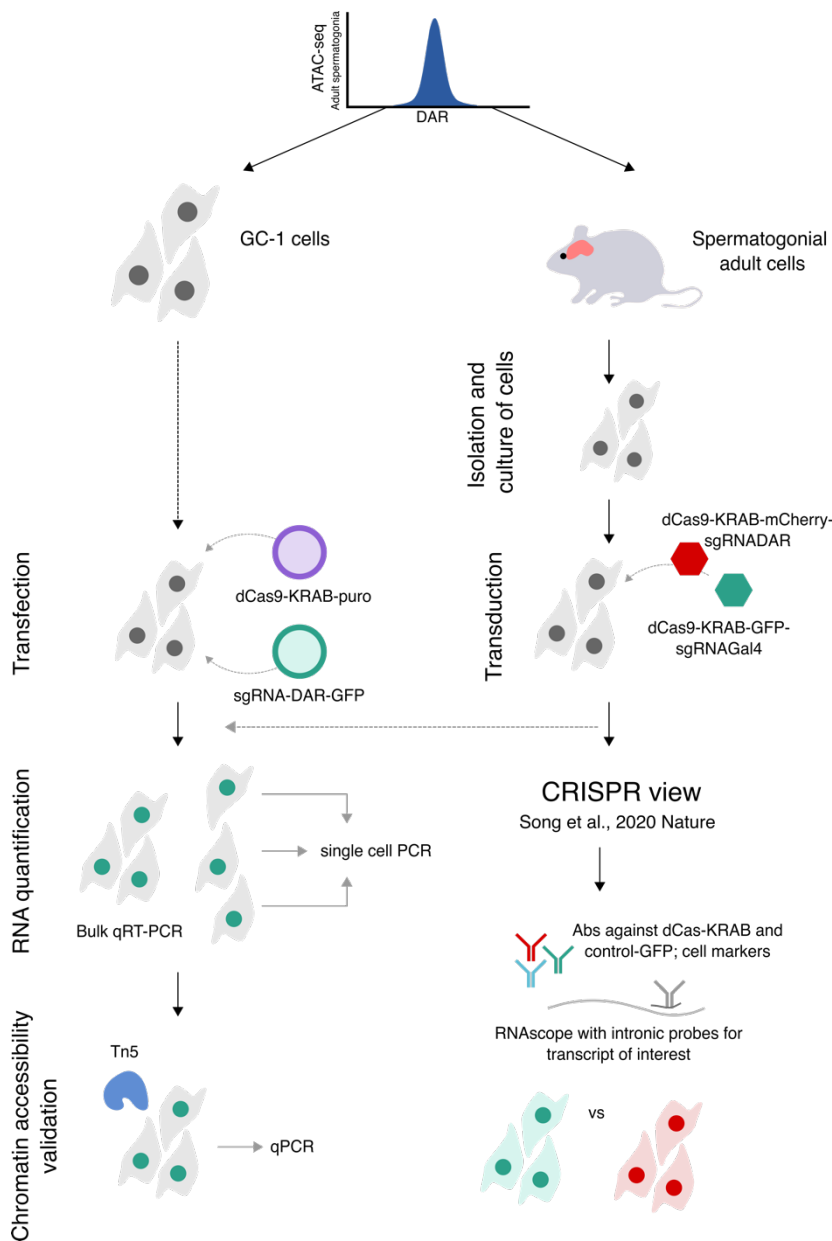 ATAC-seq
Adult spermatogonia
DAR
GC-1 cells
Spermatogonial
adult cells
Isolation and
culture of cells
Transfection
dCas9-KRAB-puro
sgRNA-DAR-GFP
Transduction
dCas9-KRAB-mCherry-
sgRNADAR
dCas9-KRAB-GFP-
sgRNAGal4
RNA quantification
Bulk qRT-PCR
single cell PCR
CRISPR view
Song et al., 2020 Nature
Abs against dCas-KRAB and
control-GFP; cell markers
RNAscope with intronic probes for
transcript of interest
Chromatin accessibility
validation
Tn5
qPCR
vs